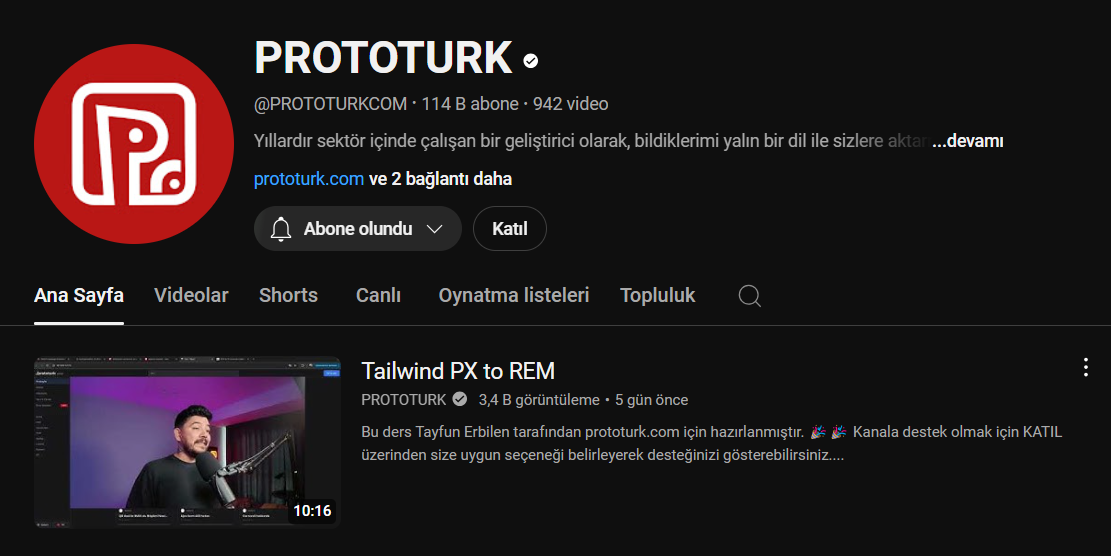 PROTOTURK
@PROTOTURKCOM · 114 B abone · 942 video
Yıllardır sektör içinde çalışan bir geliştirici olarak, bildiklerimi yalın bir dil ile sizlere aktar ...devamı
prototurk.com ve 2 bağlantı daha
Abone olundu
Katıl
Ana Sayfa Videolar Shorts Canlı Oynatma listeleri Topluluk
Tailwind PX to REM
PROTOTURK 3,4 B görüntüleme • 5 gün önce
Bu ders Tayfun Erbilen tarafından prototurk.com için hazırlanmıştır. 🎉 🎉 Kanala destek olmak için KATIL
üzerinden size uygun seçeneği belirleyerek desteğinizi gösterebilirsiniz....
10:16